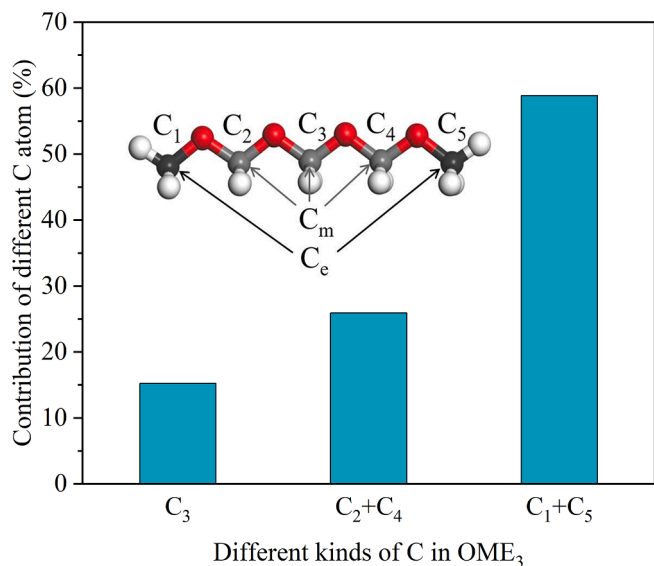 70
60
50
40
30
20
10
0
Contribution of different C atom (%)
C₁ C₂ C₃ C₄ C₅
Cₘ
Cₑ
C₃ C₂+C₄ C₁+C₅
Different kinds of C in OME₃